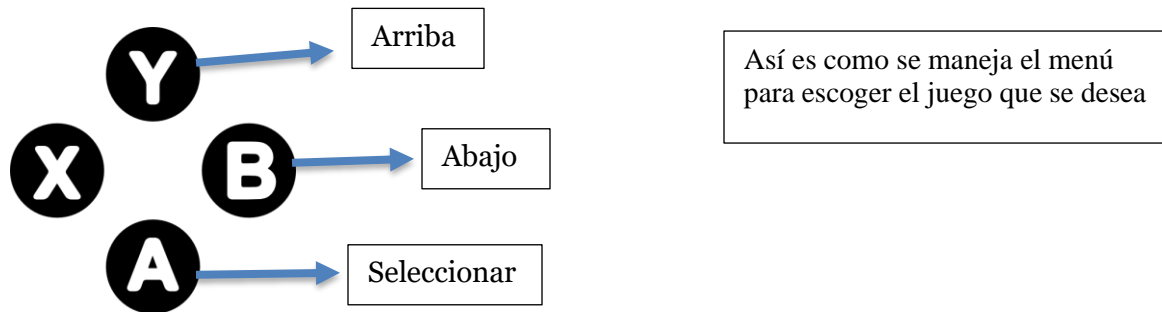 Y
Arriba
Así es como se maneja el menú
para escoger el juego que se desea
X
B
Abajo
A
Seleccionar